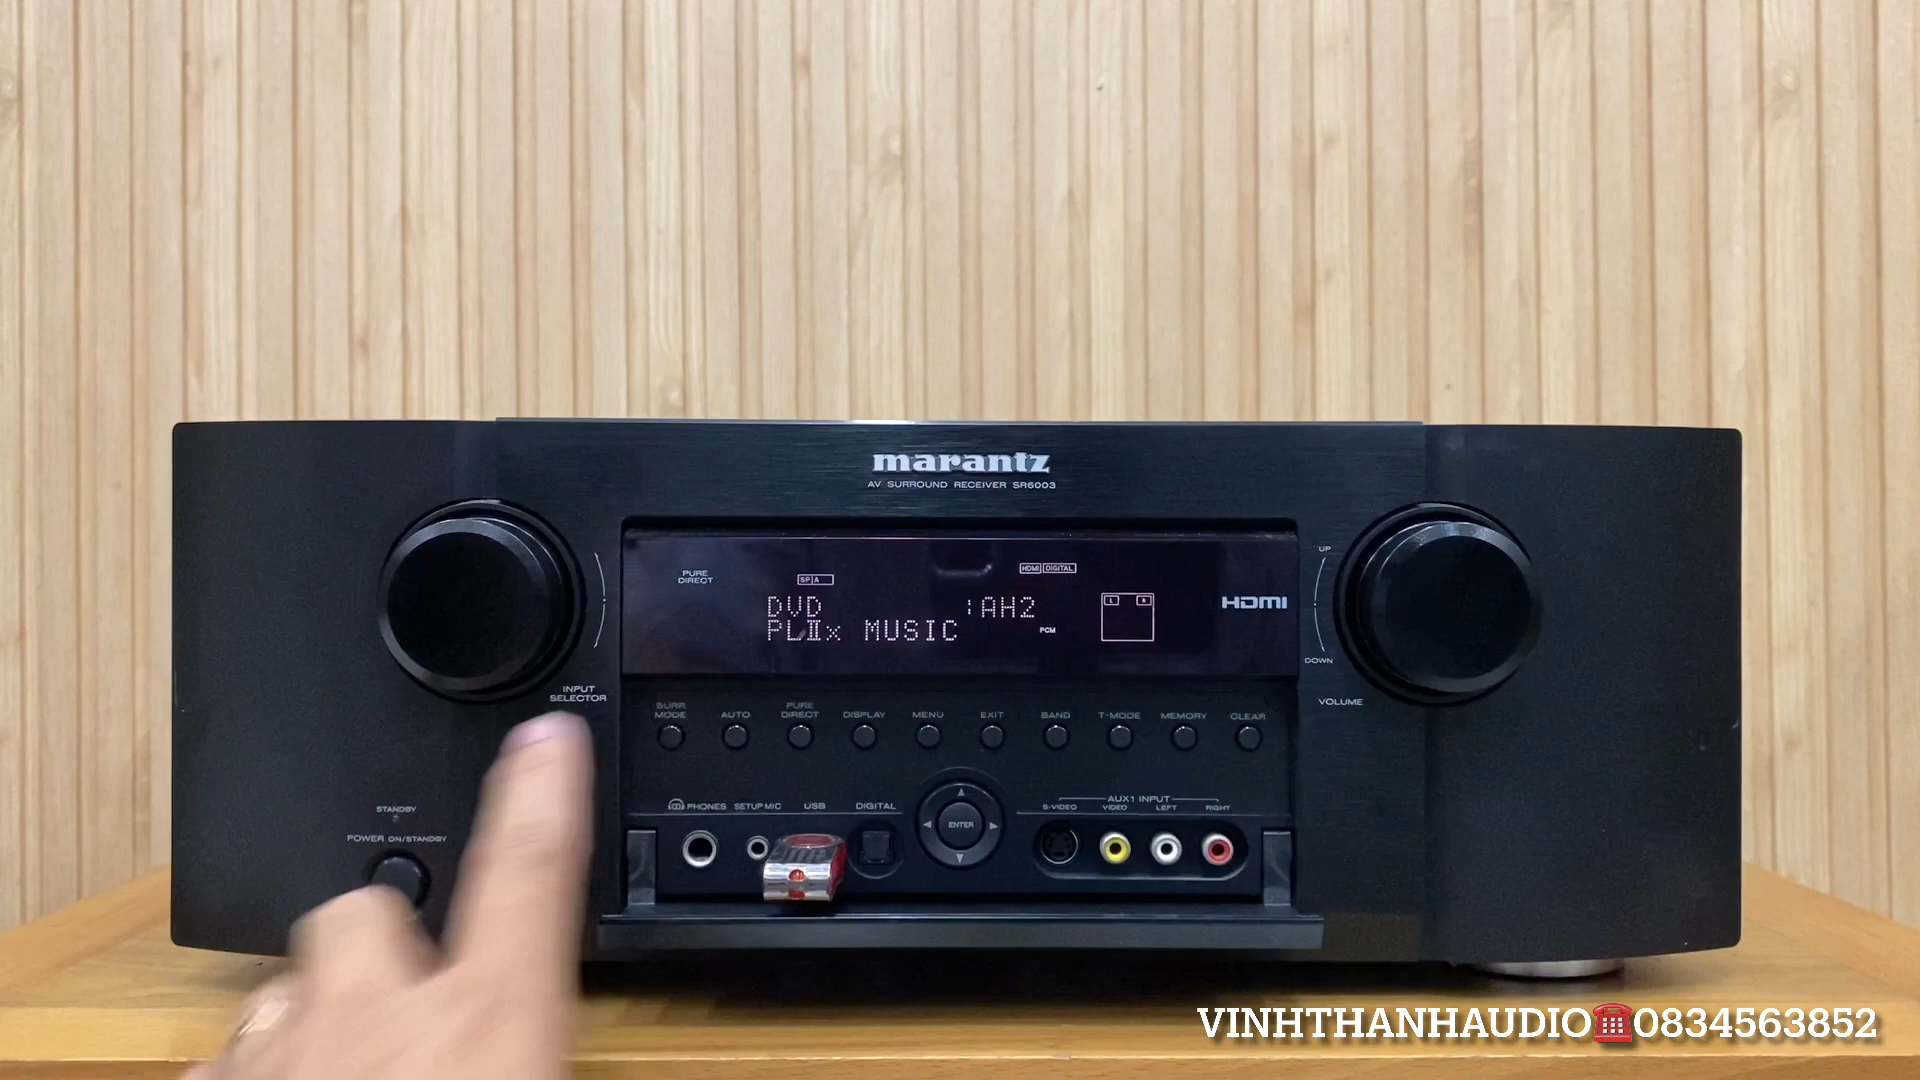 marantz
AV SURROUND RECEIVER SR6003
PURE DIRECT
SP A
HDMI DIGITAL
DVD :AH2
PLIIx MUSIC
PCM
L R
HDMI
UP
DOWN
VOLUME
INPUT SELECTOR
SURR MODE AUTO PURE DIRECT DISPLAY MENU EXIT BAND T-MODE MEMORY CLEAR
STANDBY
POWER ON/STANDBY
PHONES SETUP MIC USB DIGITAL
ENTER
AUX1 INPUT
S-VIDEO VIDEO LEFT RIGHT
VINHTHANHAUDIO☎0834563852